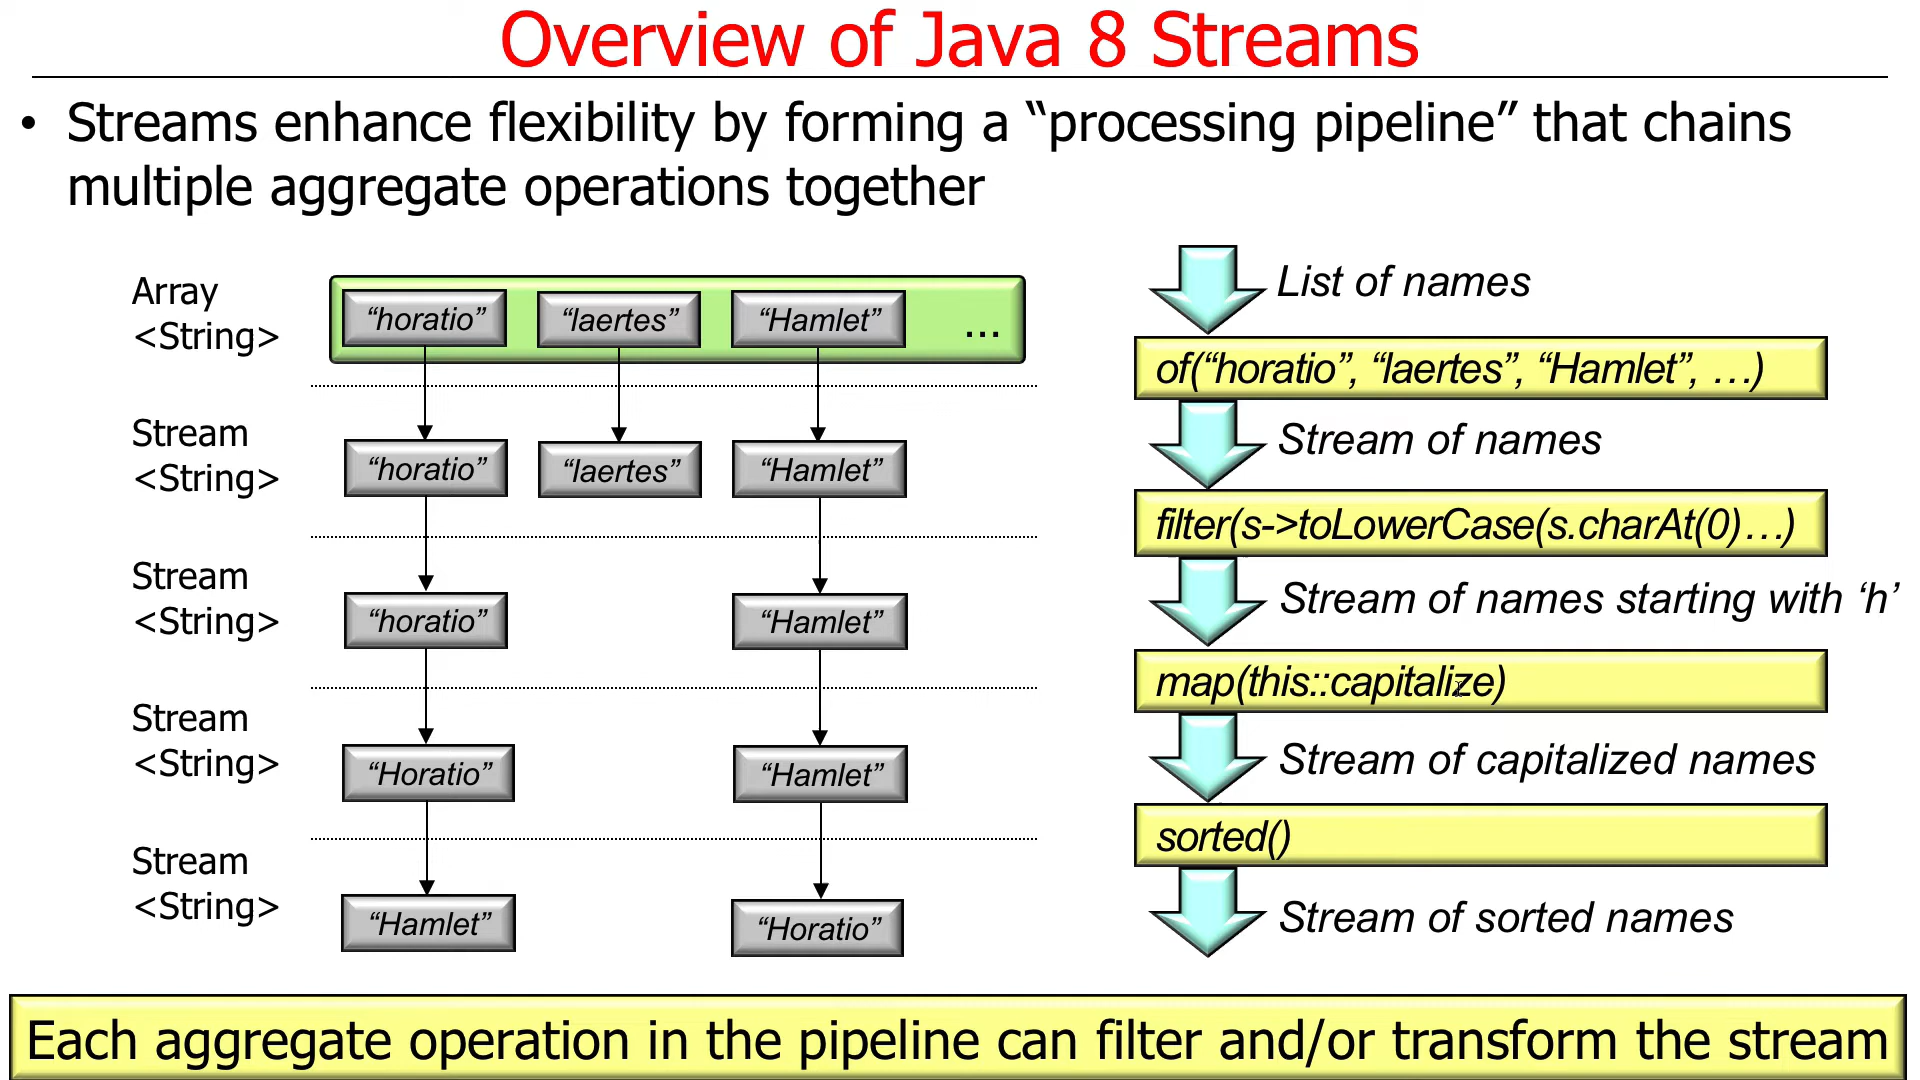 Overview of Java 8 Streams
• Streams enhance flexibility by forming a “processing pipeline” that chains
multiple aggregate operations together
Array
<String>
“horatio” “laertes” “Hamlet” ...
Stream
<String>
“horatio” “laertes” “Hamlet”
Stream
<String>
“horatio” “Hamlet”
Stream
<String>
“Horatio” “Hamlet”
Stream
<String>
“Hamlet” “Horatio”
List of names
of(“horatio”, “laertes”, “Hamlet”, …)
Stream of names
filter(s->toLowerCase(s.charAt(0)…)
Stream of names starting with ‘h’
map(this::capitalize)
Stream of capitalized names
sorted()
Stream of sorted names
Each aggregate operation in the pipeline can filter and/or transform the stream